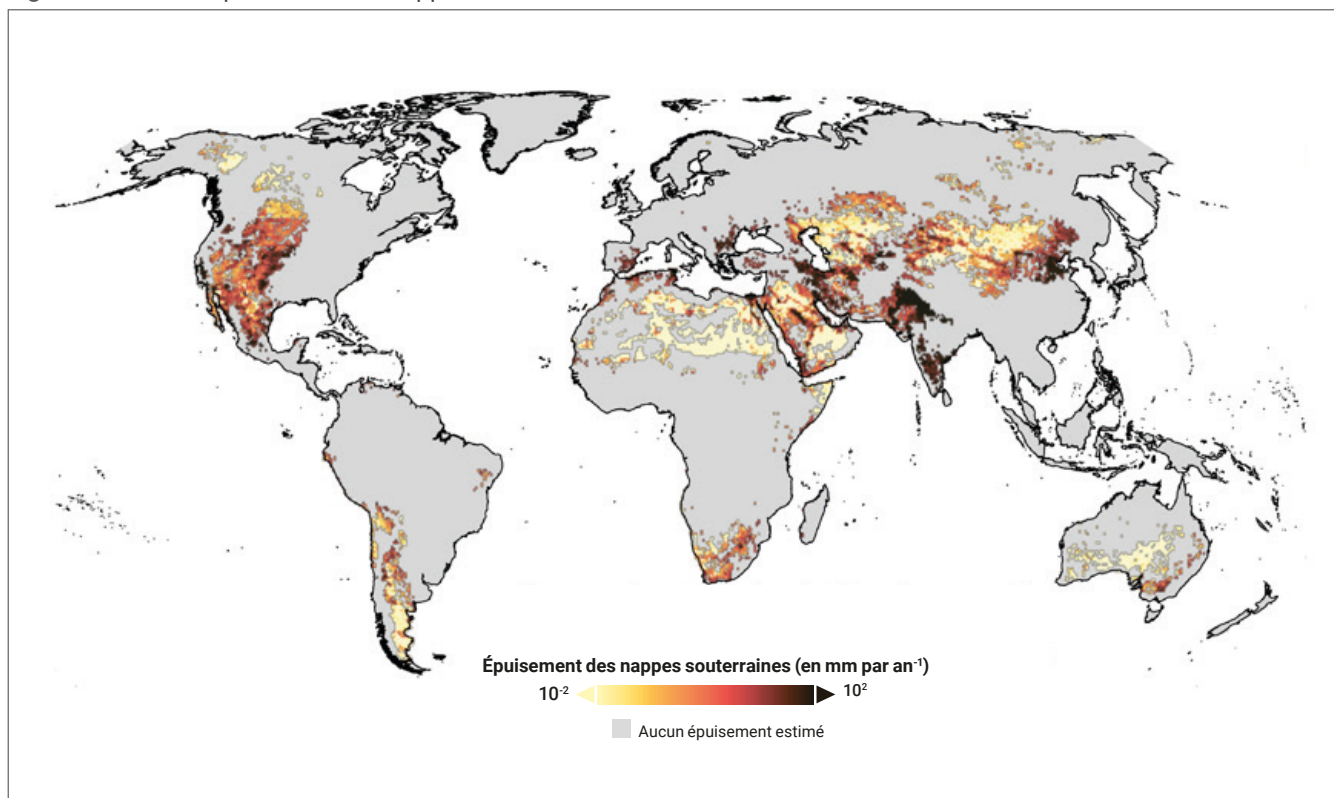 Épuisement des nappes souterraines (en mm par an⁻¹)
10⁻² 10²
Aucun épuisement estimé